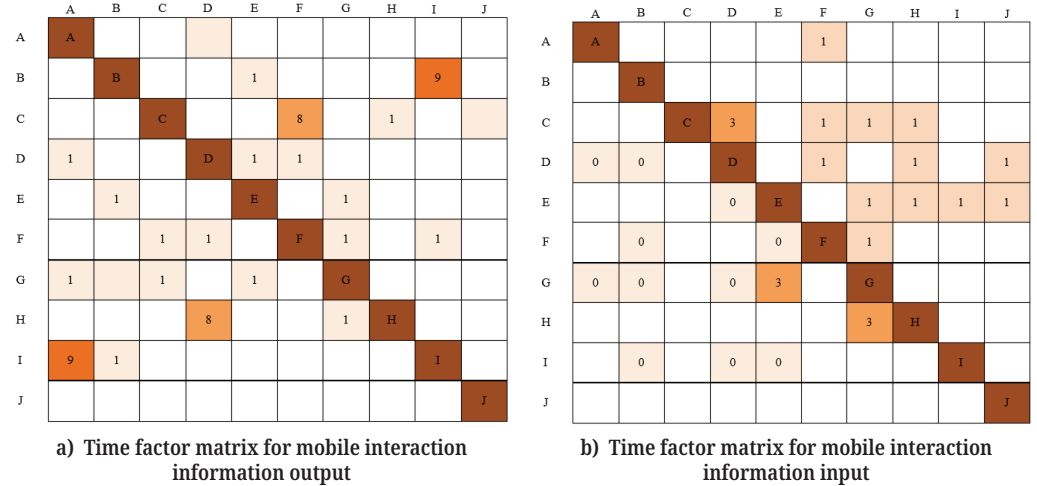 A B C D E F G H I J
A A
B B 1 9
C C 8 1
D 1 D 1 1
E 1 E 1
F 1 1 F 1 1
G 1 1 1 G
H 8 1 H
I 9 1 I
J J
a) Time factor matrix for mobile interaction
information output
A B C D E F G H I J
A A 1
B B
C C 3 1 1 1
D 0 0 D 1 1 1
E 0 E 1 1 1 1
F 0 0 F 1
G 0 0 0 3 G
H 3 H
I 0 0 0 I
J J
b) Time factor matrix for mobile interaction
information input